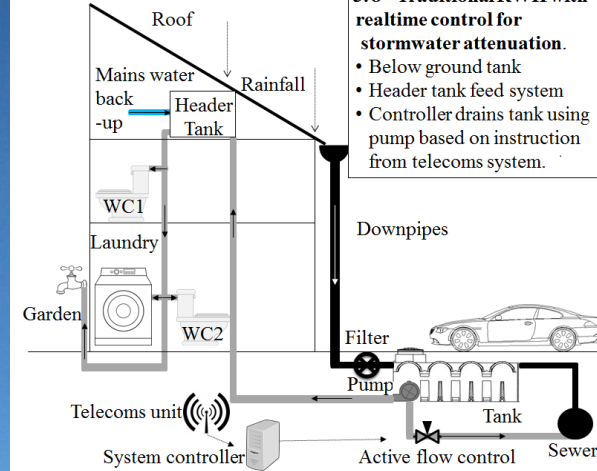 realtime control for
stormwater attenuation.
• Below ground tank
• Header tank feed system
• Controller drains tank using
pump based on instruction
from telecoms system.
Roof
Mains water
back
-up
Rainfall
Header
Tank
WC1
Downpipes
Laundry
Garden
WC2
Filter
Pump
Tank
Telecoms unit
System controller
Active flow control
Sewer